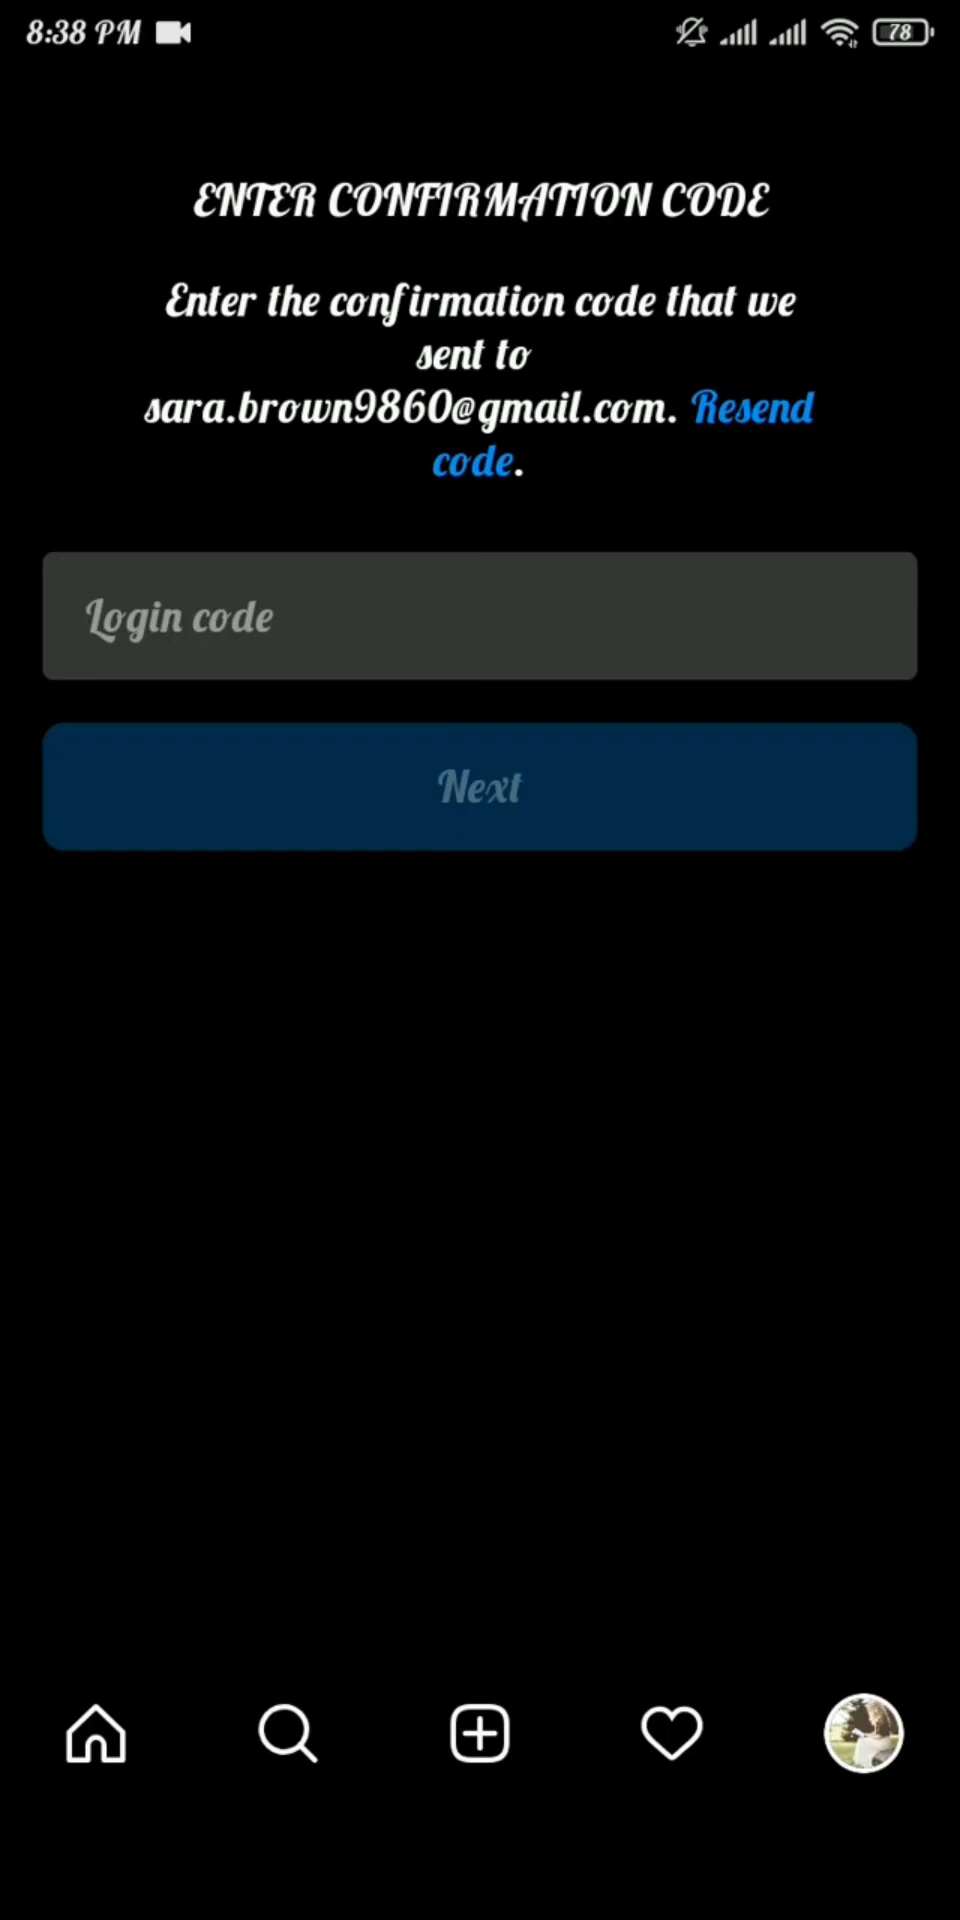 8:38 PM 78
ENTER CONFIRMATION CODE
Enter the confirmation code that we
sent to
sara.brown9860@gmail.com. Resend
code.
Login code
Next